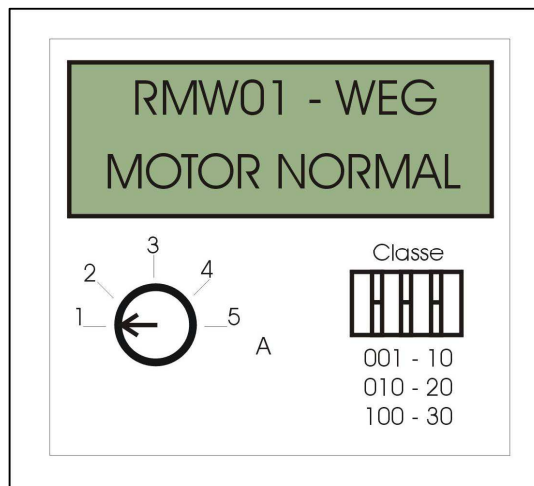 RMW01 - WEG
MOTOR NORMAL
3
2
4
1
5
A
Classe
001 - 10
010 - 20
100 - 30